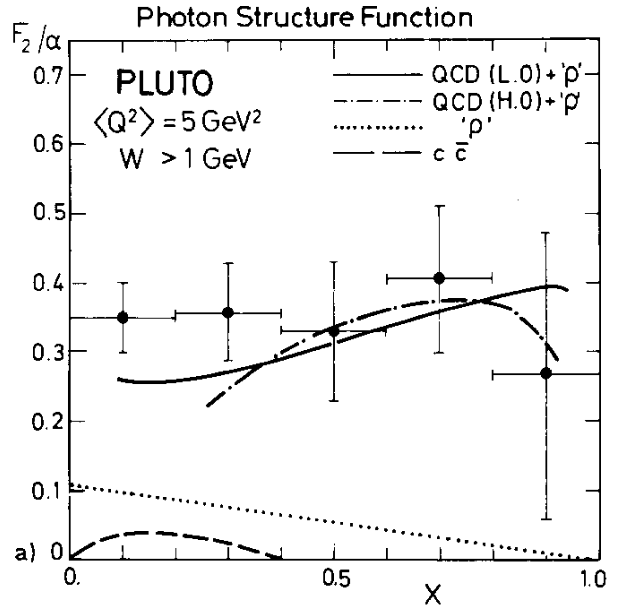 Photon Structure Function
F̅₂/α
0.7
0.6
0.5
0.4
0.3
0.2
0.1
a) 0
PLUTO
⟨Q²⟩ = 5 GeV²
W > 1 GeV
QCD (L.O) + 'ρ'
QCD (H.O) + 'ρ'
'ρ'
c c̅
0. 0.5 1.0
X